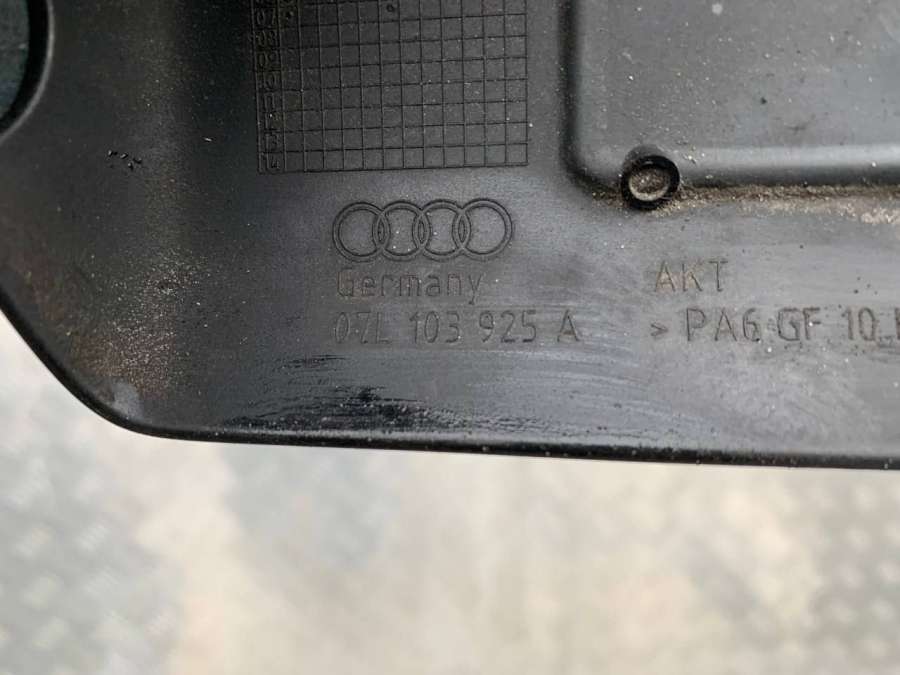 Germany
07L 103 925 A
AKT
> PA6 GF 10